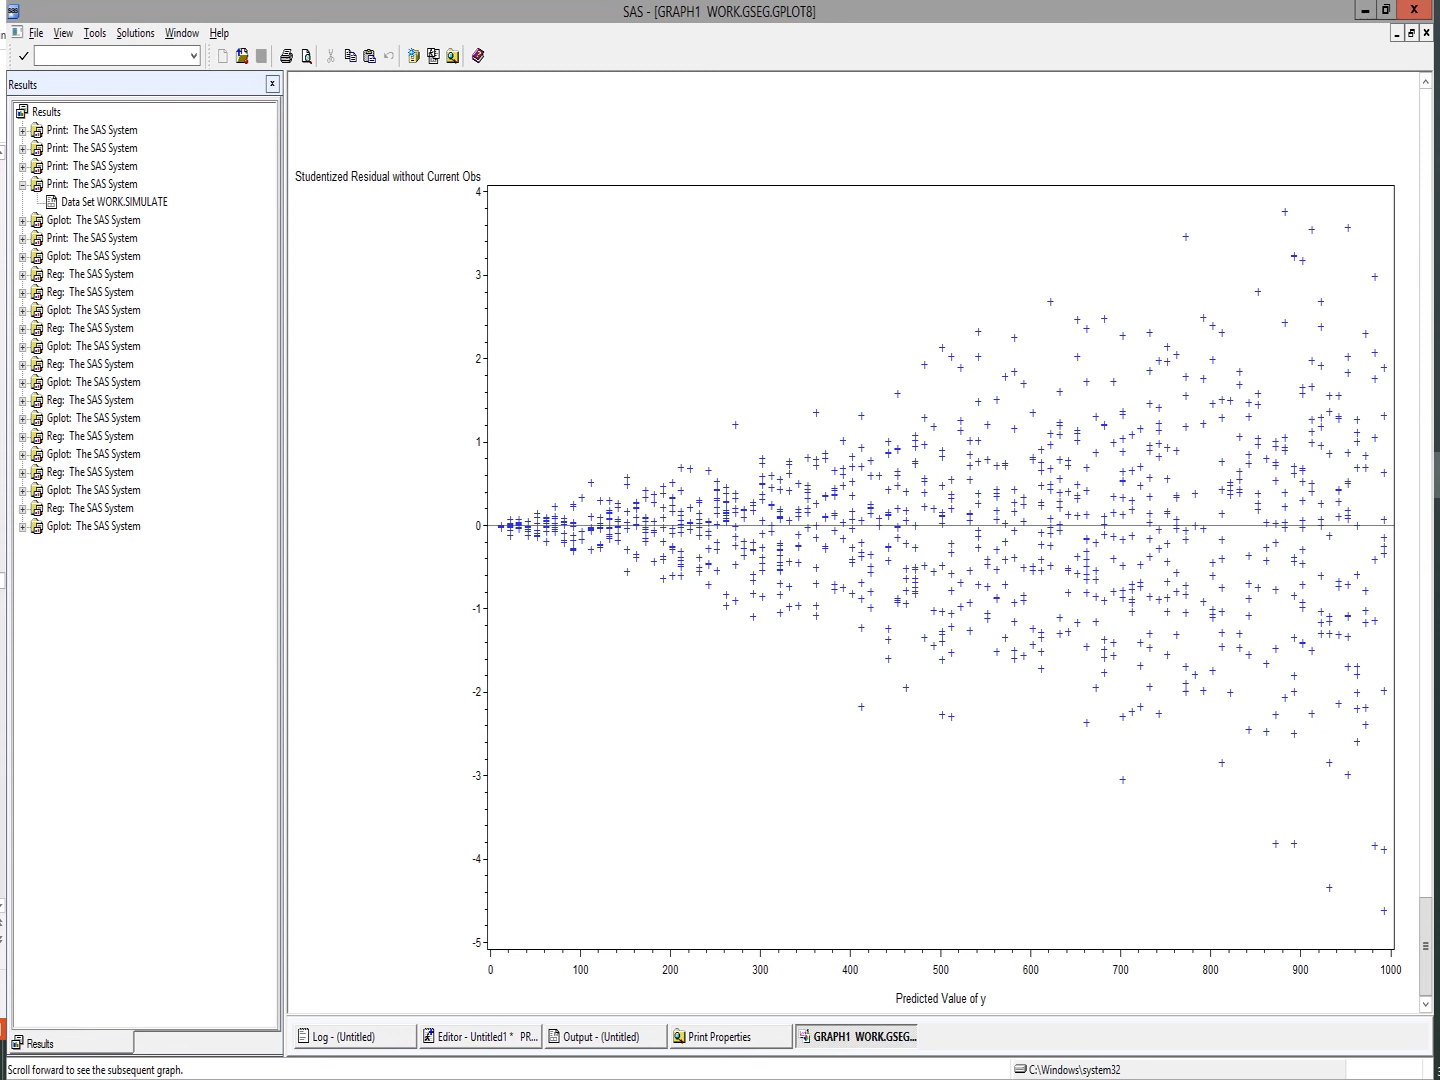 SAS - [GRAPH1 WORK.GSEG.GPLOT8]
File View Tools Solutions Window Help
Results
Results
Print: The SAS System
Print: The SAS System
Print: The SAS System
Print: The SAS System
Data Set WORK.SIMULATE
Gplot: The SAS System
Print: The SAS System
Gplot: The SAS System
Reg: The SAS System
Reg: The SAS System
Gplot: The SAS System
Reg: The SAS System
Gplot: The SAS System
Reg: The SAS System
Gplot: The SAS System
Reg: The SAS System
Gplot: The SAS System
Reg: The SAS System
Gplot: The SAS System
Reg: The SAS System
Gplot: The SAS System
Reg: The SAS System
Gplot: The SAS System
Results
Studentized Residual without Current Obs
4
3
2
1
0
-1
-2
-3
-4
-5
0 100 200 300 400 500 600 700 800 900 1000
Predicted Value of y
Log - (Untitled) Editor - Untitled1 * PR... Output - (Untitled) Print Properties GRAPH1 WORK.GSEG...
Scroll forward to see the subsequent graph. C:\Windows\system32